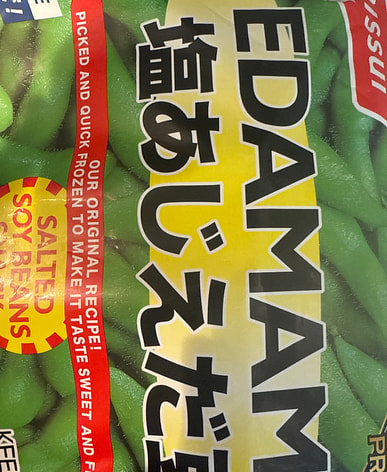 EDAMAM
塩あじえだ豆
OUR ORIGINAL RECIPE!
PICKED AND QUICK FROZEN TO MAKE IT TASTE SWEET AND F
SALTED
SOY BEANS